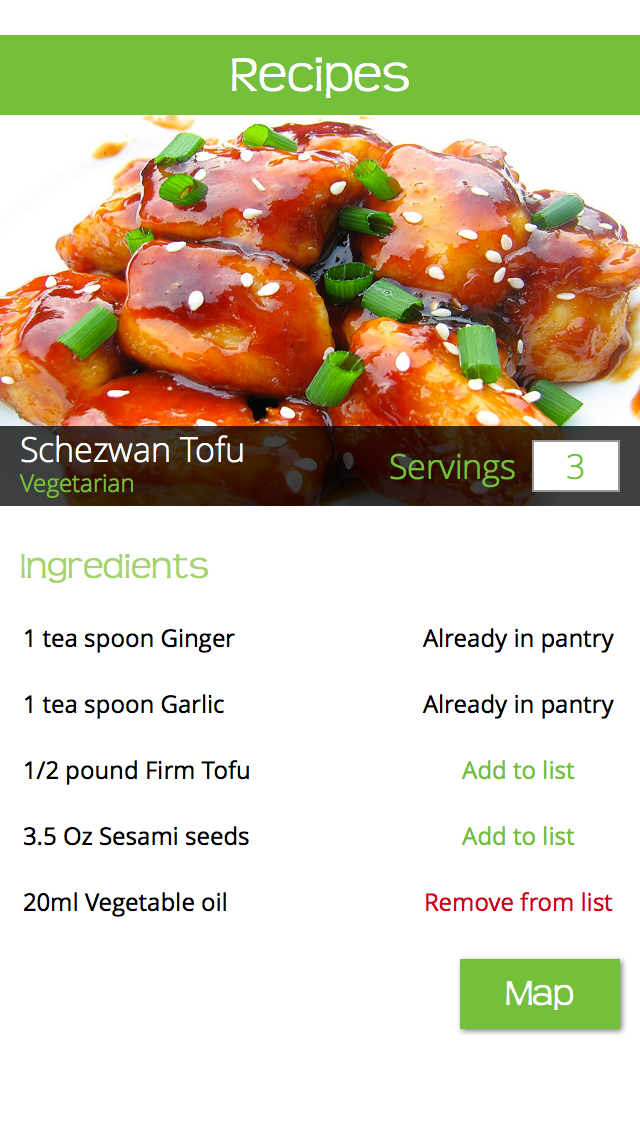 Recipes
Schezwan Tofu
Vegetarian
Servings 3
Ingredients
1 tea spoon Ginger Already in pantry
1 tea spoon Garlic Already in pantry
1/2 pound Firm Tofu Add to list
3.5 Oz Sesami seeds Add to list
20ml Vegetable oil Remove from list
Map